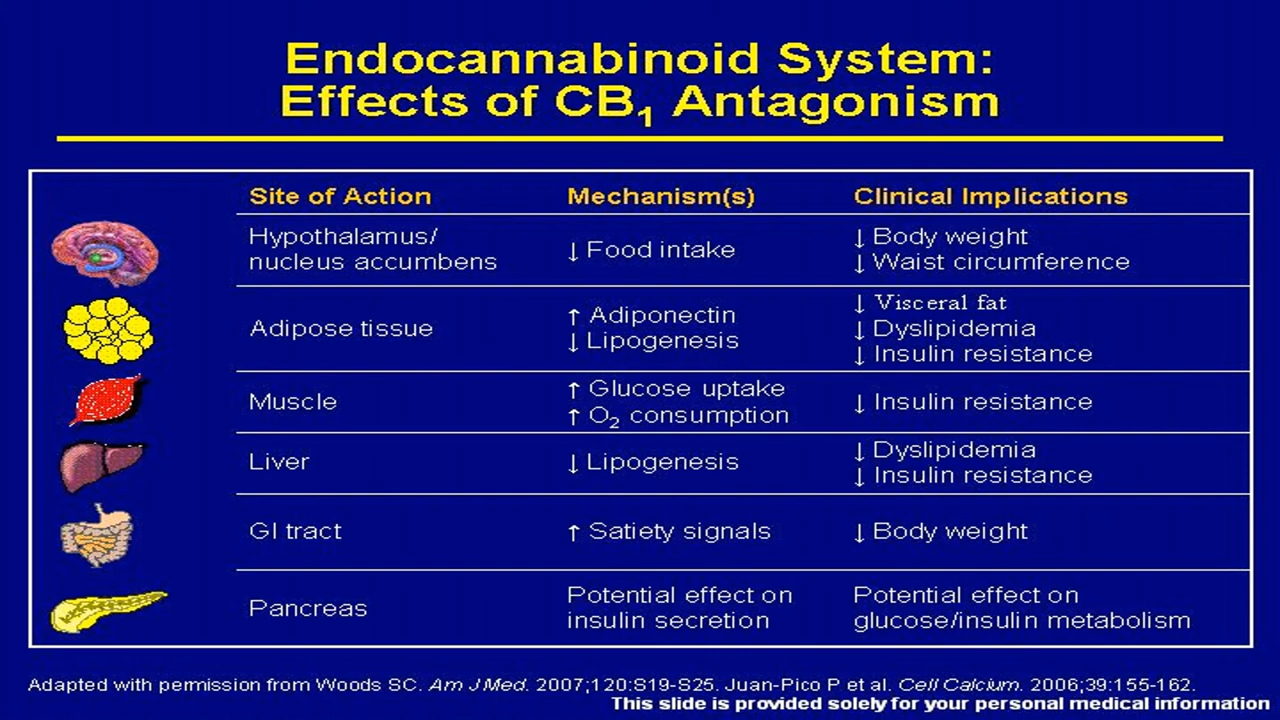 Endocannabinoid System:
Effects of CB₁ Antagonism
Site of Action Mechanism(s) Clinical Implications
Hypothalamus/
nucleus accumbens
↓ Food intake
↓ Body weight
↓ Waist circumference
Adipose tissue
↑ Adiponectin
↓ Lipogenesis
↓ Visceral fat
↓ Dyslipidemia
↓ Insulin resistance
Muscle
↑ Glucose uptake
↑ O₂ consumption
↓ Insulin resistance
Liver
↓ Lipogenesis
↓ Dyslipidemia
↓ Insulin resistance
GI tract
↑ Satiety signals
↓ Body weight
Pancreas
Potential effect on
insulin secretion
Potential effect on
glucose/insulin metabolism
Adapted with permission from Woods SC. Am J Med. 2007;120:S19-S25. Juan-Pico P et al. Cell Calcium. 2006;39:155-162.
This slide is provided solely for your personal medical information